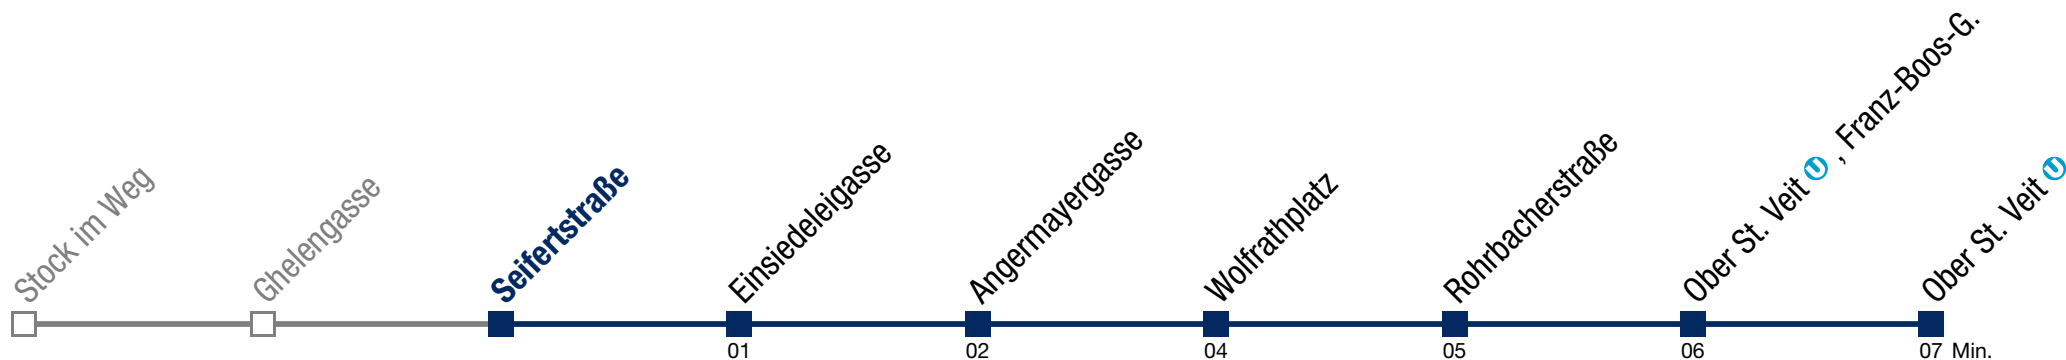 Stock im Weg
Ghelengasse
Seifertstraße
Einsiedeleigasse
Angermayergasse
Wolfrathplatz
Rohrbacherstraße
Ober St. Veit U , Franz-Boos-G.
Ober St. Veit U
01
02
04
05
06
07 Min.